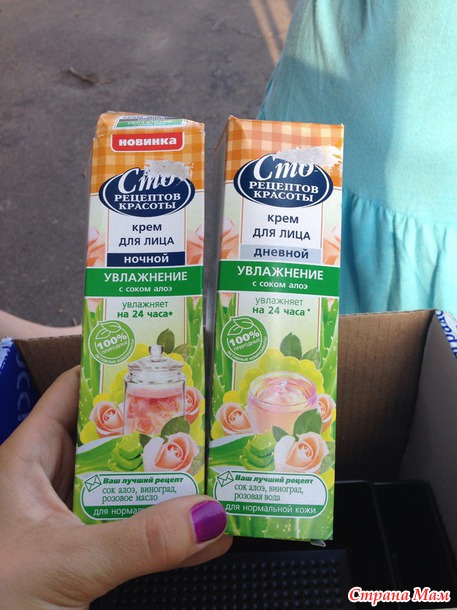 НОВИНКА
Сто
РЕЦЕПТОВ
КРАСОТЫ
крем
ДЛЯ ЛИЦА
НОЧНОЙ
УВЛАЖНЕНИЕ
с соком алоэ
увлажняет
на 24 часа*
100%
Ваш лучший рецепт
сок алоэ, виноград,
розовое масло
для нормальной
Сто
РЕЦЕПТОВ
КРАСОТЫ
крем
ДЛЯ ЛИЦА
дневной
УВЛАЖНЕНИЕ
с соком алоэ
увлажняет
на 24 часа*
100%
ПРИРОДНЫЕ
Ваш лучший рецепт
сок алоэ, виноград,
розовая вода
для нормальной кожи
Страна Мам